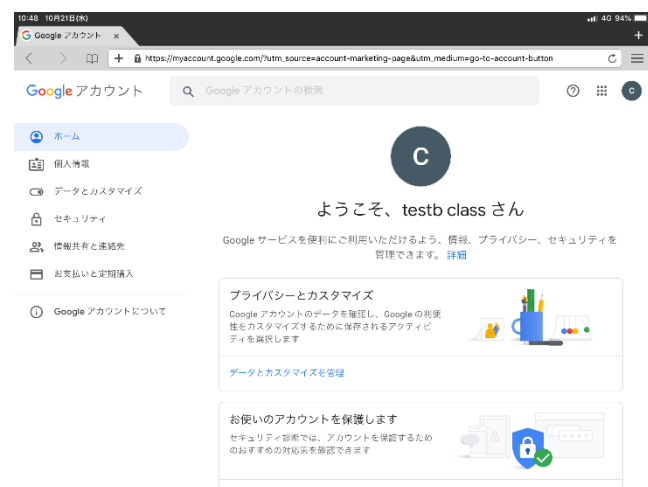 10:48 10月21日(水)
4G 94%
Google アカウント ×
+
+ https://myaccount.google.com/?utm_source=account-marketing-page&utm_medium=go-to-account-button
Google アカウント
Google アカウントの検索
C
ホーム
個人情報
データとカスタマイズ
セキュリティ
情報共有と連絡先
お支払いと定期購入
Google アカウントについて
C
ようこそ、testb class さん
Google サービスを便利にご利用いただけるよう、情報、プライバシー、セキュリティを
管理できます。 詳細
プライバシーとカスタマイズ
Google アカウントのデータを確認し、Google の利便
性をカスタマイズするために保存されるアクティビ
ティを選択します
データとカスタマイズを管理
お使いのアカウントを保護します
セキュリティ診断では、アカウントを保護するため
のおすすめの対応策を確認できます